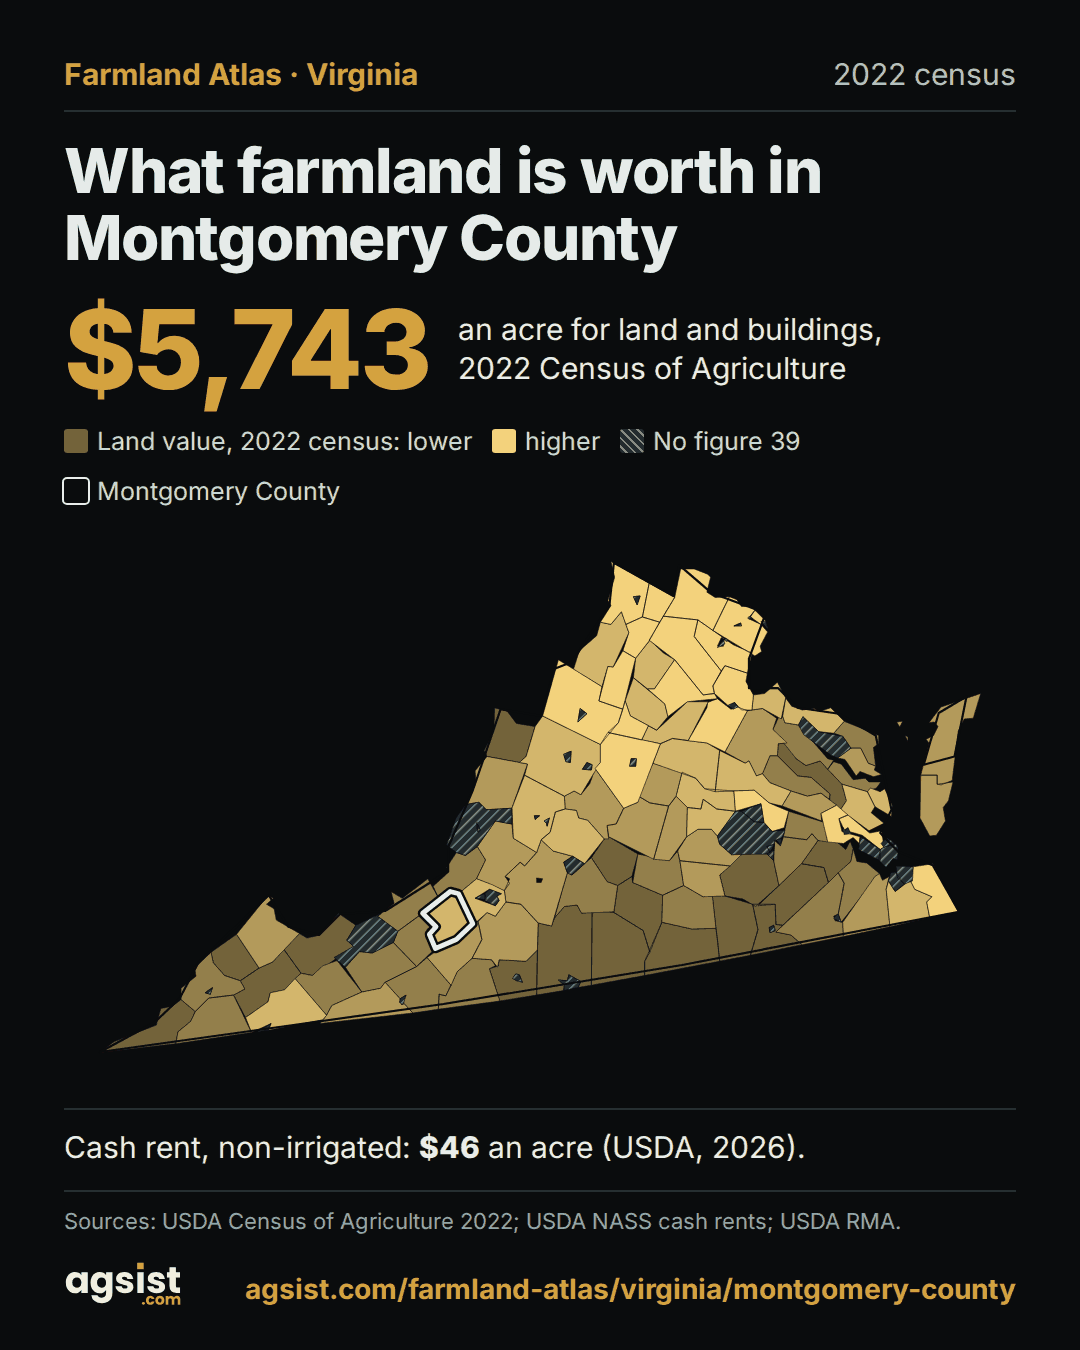 Farmland Atlas · Virginia
2022 census
What farmland is worth in
Montgomery County
$5,743
an acre for land and buildings,
2022 Census of Agriculture
Land value, 2022 census: lower
higher
No figure 39
Montgomery County
Cash rent, non-irrigated: $46 an acre (USDA, 2026).
Sources: USDA Census of Agriculture 2022; USDA NASS cash rents; USDA RMA.
agsist
.com
agsist.com/farmland-atlas/virginia/montgomery-county